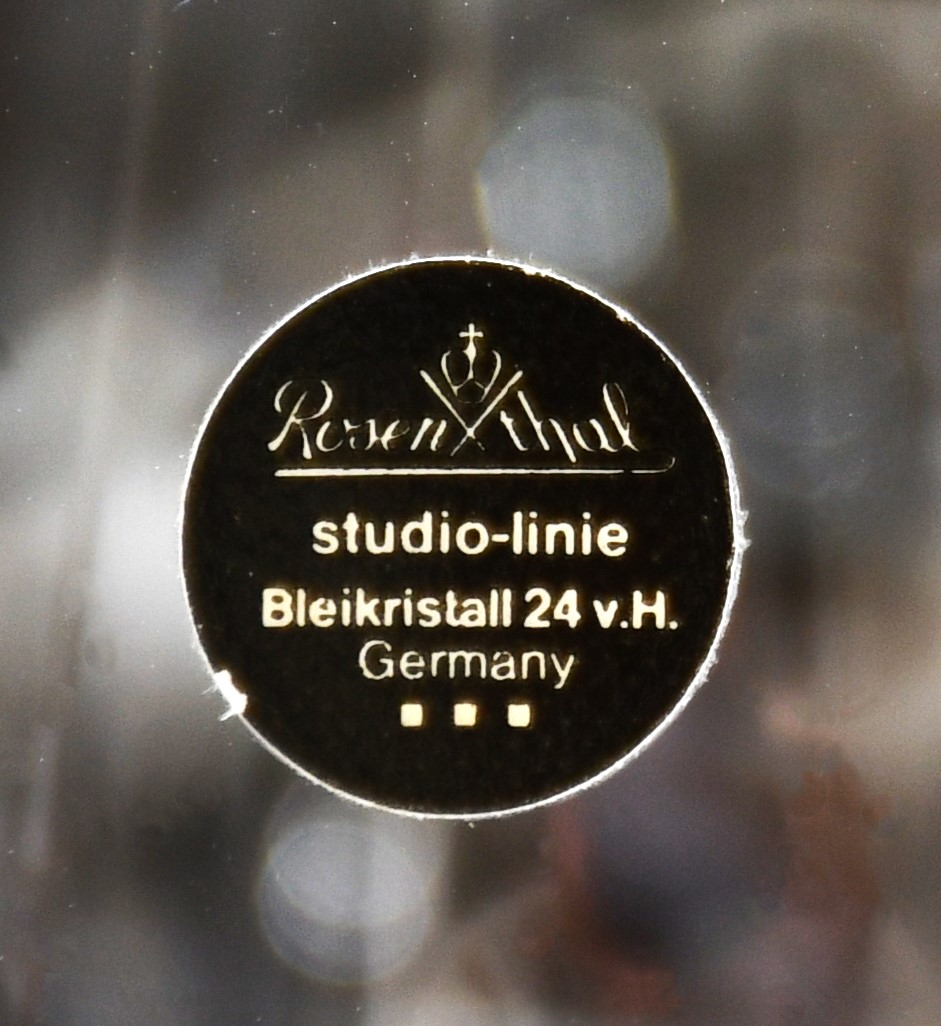 Rosenthal
studio-linie
Bleikristall 24 v.H.
Germany